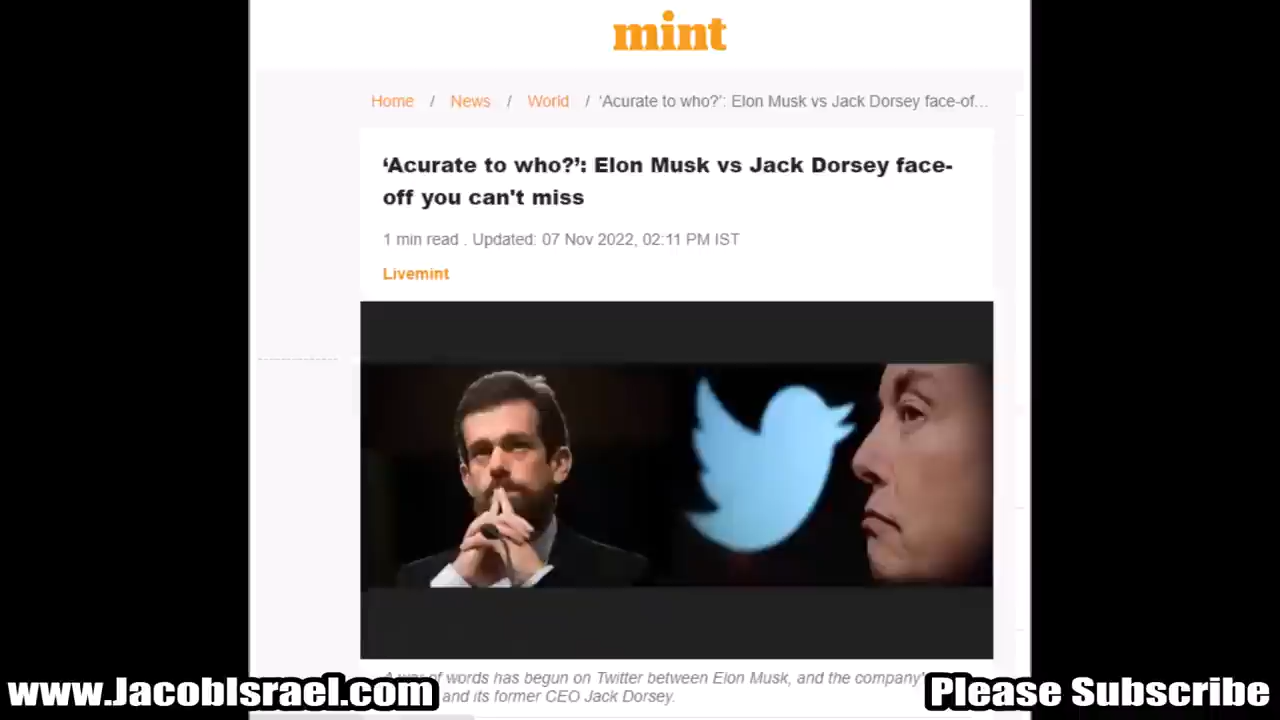 mint
Home / News / World / ‘Acurate to who?’: Elon Musk vs Jack Dorsey face-of...
‘Acurate to who?’: Elon Musk vs Jack Dorsey face-
off you can't miss
1 min read . Updated: 07 Nov 2022, 02:11 PM IST
Livemint
A war of words has begun on Twitter between Elon Musk, and the company'
and its former CEO Jack Dorsey.
www.JacobIsrael.com
Please Subscribe